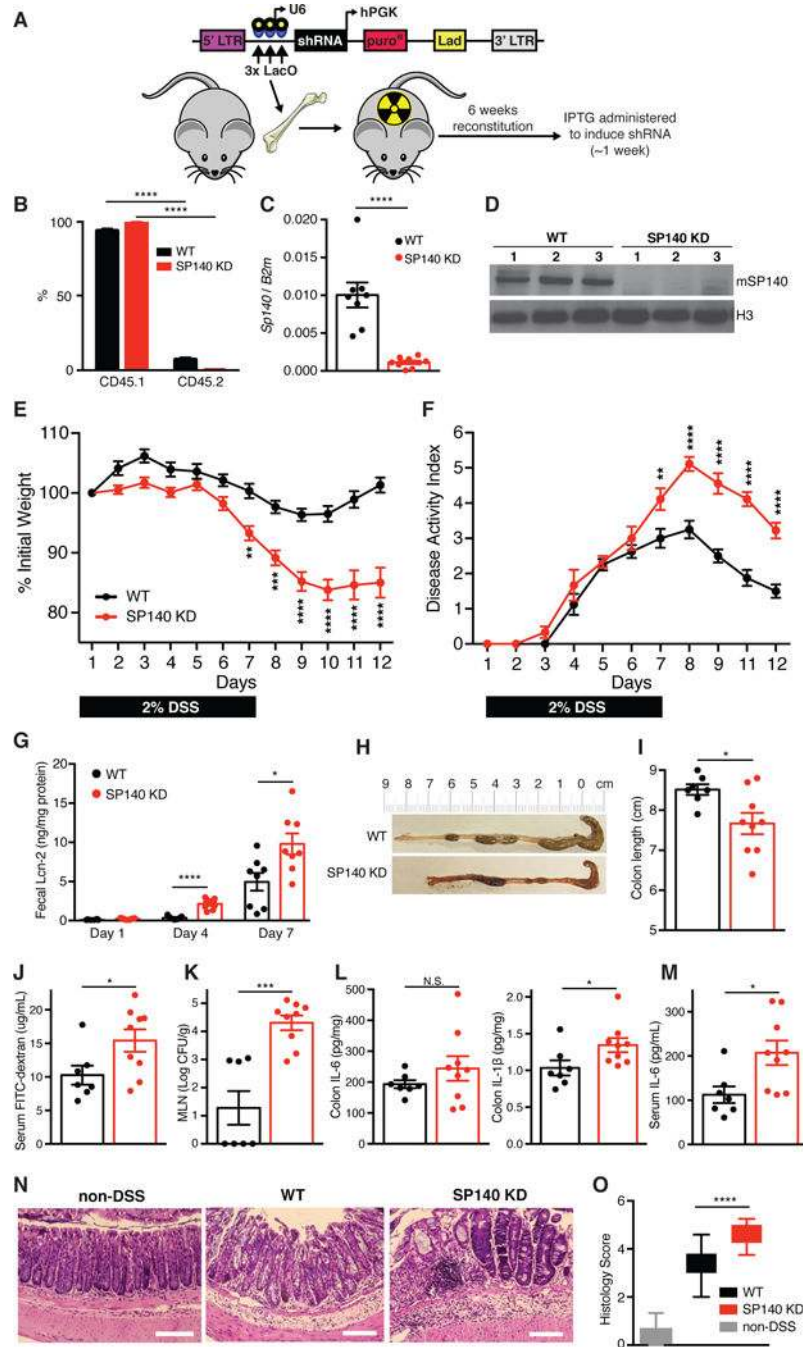 A
U6
hPGK
5' LTR
shRNA
puroR
Lad
3' LTR
3x LacO
6 weeks
reconstitution
IPTG administered
to induce shRNA
(~1 week)
B
****
****
100
50
0
%
WT
SP140 KD
CD45.1
CD45.2
C
****
0.020
0.015
0.010
0.005
0.000
Sp140 / B2m
WT
SP140 KD
D
WT
SP140 KD
1 2 3 1 2 3
mSP140
H3
E
110
100
90
80
% Initial Weight
WT
SP140 KD
**
***
****
****
****
****
1 2 3 4 5 6 7 8 9 10 11 12
Days
2% DSS
F
6
5
4
3
2
1
0
Disease Activity Index
**
****
****
****
****
1 2 3 4 5 6 7 8 9 11 12
Days
2% DSS
G
WT
SP140 KD
20
15
10
5
0
Fecal Lcn-2 (ng/mg protein)
****
*
Day 1
Day 4
Day 7
H
9 8 7 6 5 4 3 2 1 0 cm
WT
SP140 KD
I
*
9
8
7
6
Colon length (cm)
J
*
20
15
10
5
0
Serum FITC-dextran (ug/mL)
K
***
5
4
3
2
1
0
MLN (Log CFU/g)
L
N.S.
500
400
300
200
100
0
Colon IL-6 (pg/mg)
*
2.0
1.5
1.0
0.5
0.0
Colon IL-1β (pg/mg)
M
*
300
200
100
0
Serum IL-6 (pg/mL)
N
non-DSS
WT
SP140 KD
O
****
6
4
2
0
Histology Score
WT
SP140 KD
non-DSS